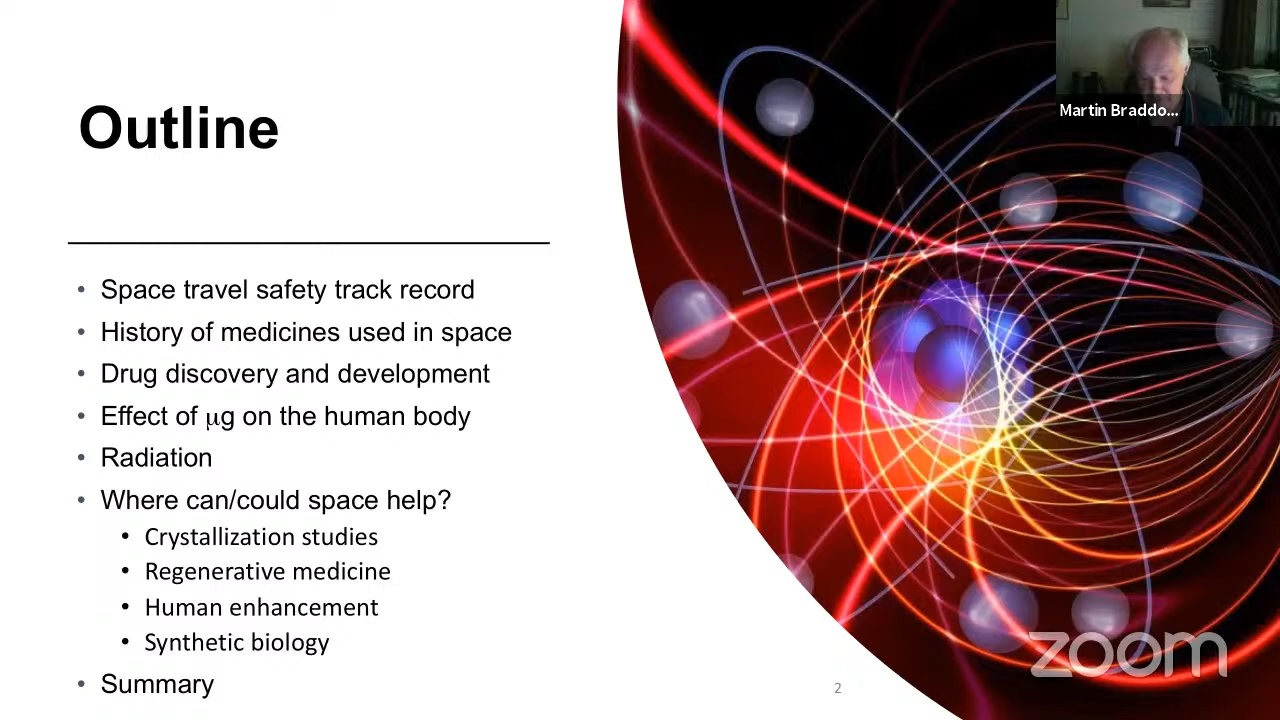 Outline
• Space travel safety track record
• History of medicines used in space
• Drug discovery and development
• Effect of μg on the human body
• Radiation
• Where can/could space help?
• Crystallization studies
• Regenerative medicine
• Human enhancement
• Synthetic biology
• Summary
2
Martin Braddo...
zoom